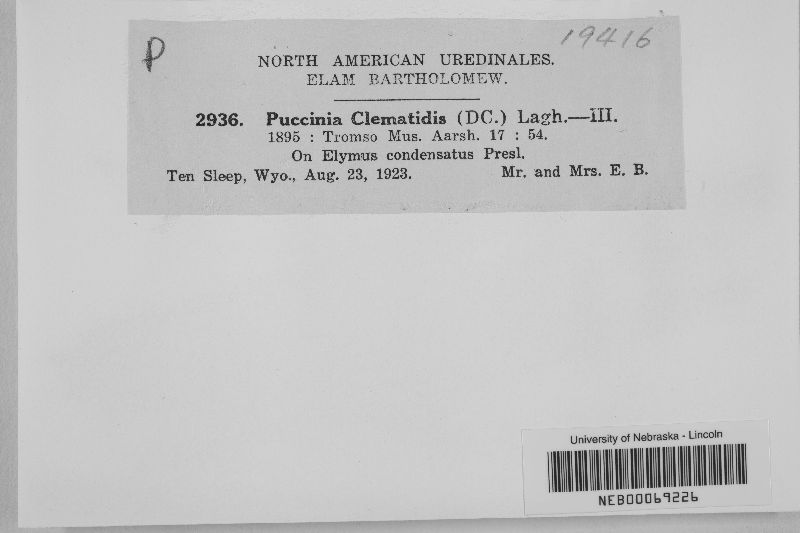 P
19416
NORTH AMERICAN UREDINALES.
ELAM BARTHOLOMEW.
2936. Puccinia Clematidis (DC.) Lagh.—III.
1895 : Tromso Mus. Aarsh. 17 : 54.
On Elymus condensatus Presl.
Ten Sleep, Wyo., Aug. 23, 1923. Mr. and Mrs. E. B.
University of Nebraska - Lincoln
NEB00069226